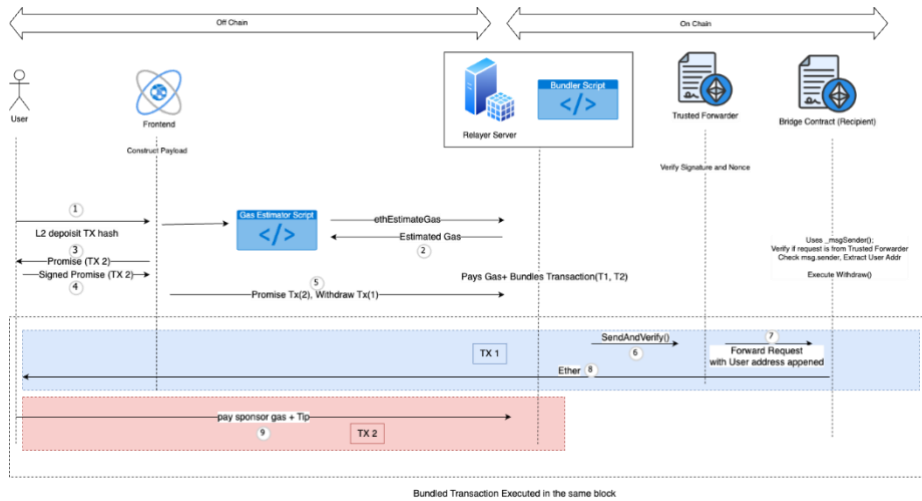 Off Chain
On Chain
Bundler Script
</>
User
Frontend
Relayer Server
Trusted Forwarder
Bridge Contract (Recipient)
Construct Payload
Verify Signature and Nonce
1
L2 depoisit TX hash
Gas Estimator Script
</>
ethEstimateGas
Estimated Gas
2
3
Promise (TX 2)
Signed Promise (TX 2)
4
Uses _msgSender();
Verify if request is from Trusted Forwarder
Check msg.sender, Extract User Addr
Execute Withdraw()
Pays Gas+ Bundles Transaction(T1, T2)
5
Promise Tx(2), Withdraw Tx(1)
SendAndVerify()
6
7
Forward Request
with User address appened
TX 1
Ether 8
pay sponsor gas + Tip
9
TX 2
Bundled Transaction Executed in the same block